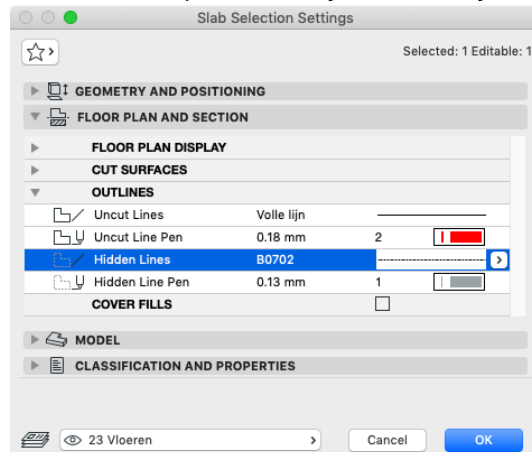 Slab Selection Settings
Selected: 1 Editable: 1
GEOMETRY AND POSITIONING
FLOOR PLAN AND SECTION
FLOOR PLAN DISPLAY
CUT SURFACES
OUTLINES
Uncut Lines Volle lijn
Uncut Line Pen 0.18 mm 2
Hidden Lines B0702
Hidden Line Pen 0.13 mm 1
COVER FILLS
MODEL
CLASSIFICATION AND PROPERTIES
23 Vloeren Cancel OK